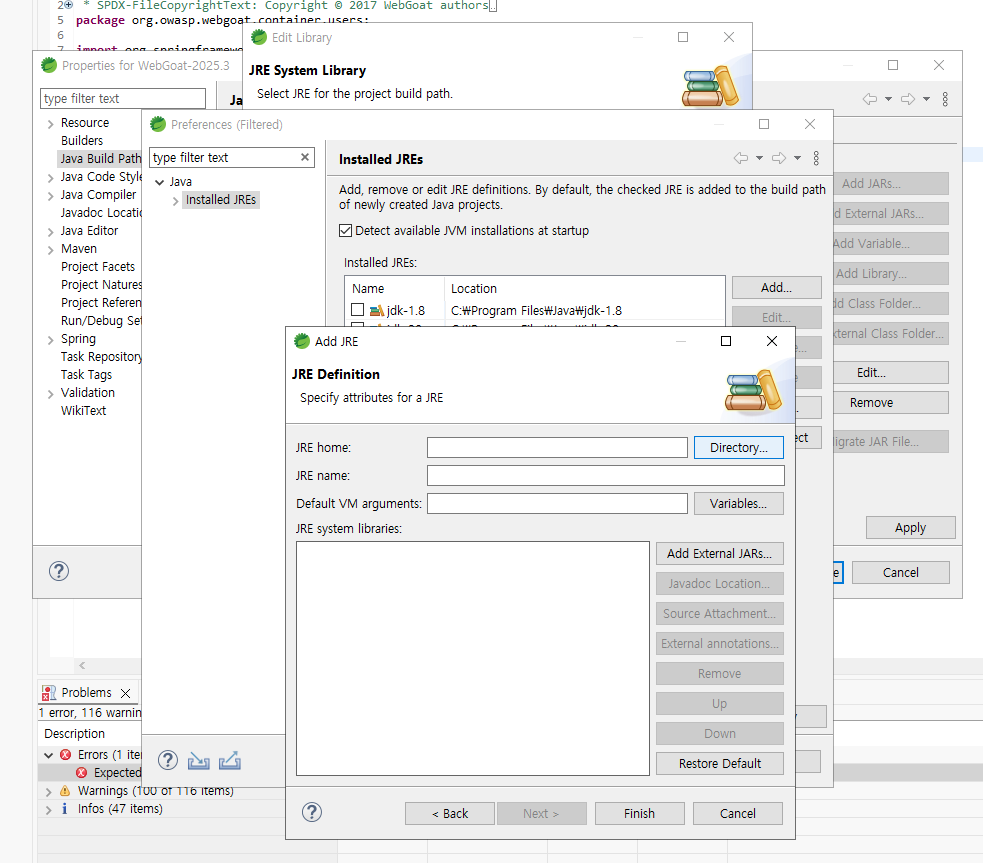 2 * SPDX-FileCopyrightText: Copyright © 2017 WebGoat authors
5 package org.owasp.webgoat.container.users;
6
7 import org.springframew
Edit Library
JRE System Library
Select JRE for the project build path.
Properties for WebGoat-2025.3
type filter text
Ja
Resource
Builders
Java Build Path
Java Code Style
Java Compiler
Javadoc Locatio
Java Editor
Maven
Project Facets
Project Natures
Project Referen
Run/Debug Set
Spring
Task Repository
Task Tags
Validation
WikiText
Add JARs...
d External JARs...
Add Variable...
Add Library...
d Class Folder...
xternal Class Folder...
Edit...
Remove
igrate JAR File...
Apply
e
Cancel
Preferences (Filtered)
type filter text
Java
Installed JREs
Installed JREs
Add, remove or edit JRE definitions. By default, the checked JRE is added to the build path
of newly created Java projects.
Detect available JVM installations at startup
Installed JREs:
Name Location
jdk-1.8 C:₩Program Files₩Java₩jdk-1.8
Add...
Edit...
e...
e
..
ect
y
Add JRE
JRE Definition
Specify attributes for a JRE
JRE home:
Directory...
JRE name:
Default VM arguments:
Variables...
JRE system libraries:
Add External JARs...
Javadoc Location...
Source Attachment...
External annotations...
Remove
Up
Down
Restore Default
< Back
Next >
Finish
Cancel
Problems
1 error, 116 warnin
Description
Errors (1 iter
Expected
Warnings (100 of 116 items)
Infos (47 items)